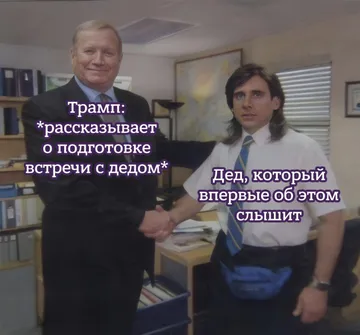 Трамп:
*рассказывает
о подготовке
встречи с дедом*
Дед, который
впервые об этом
слышит